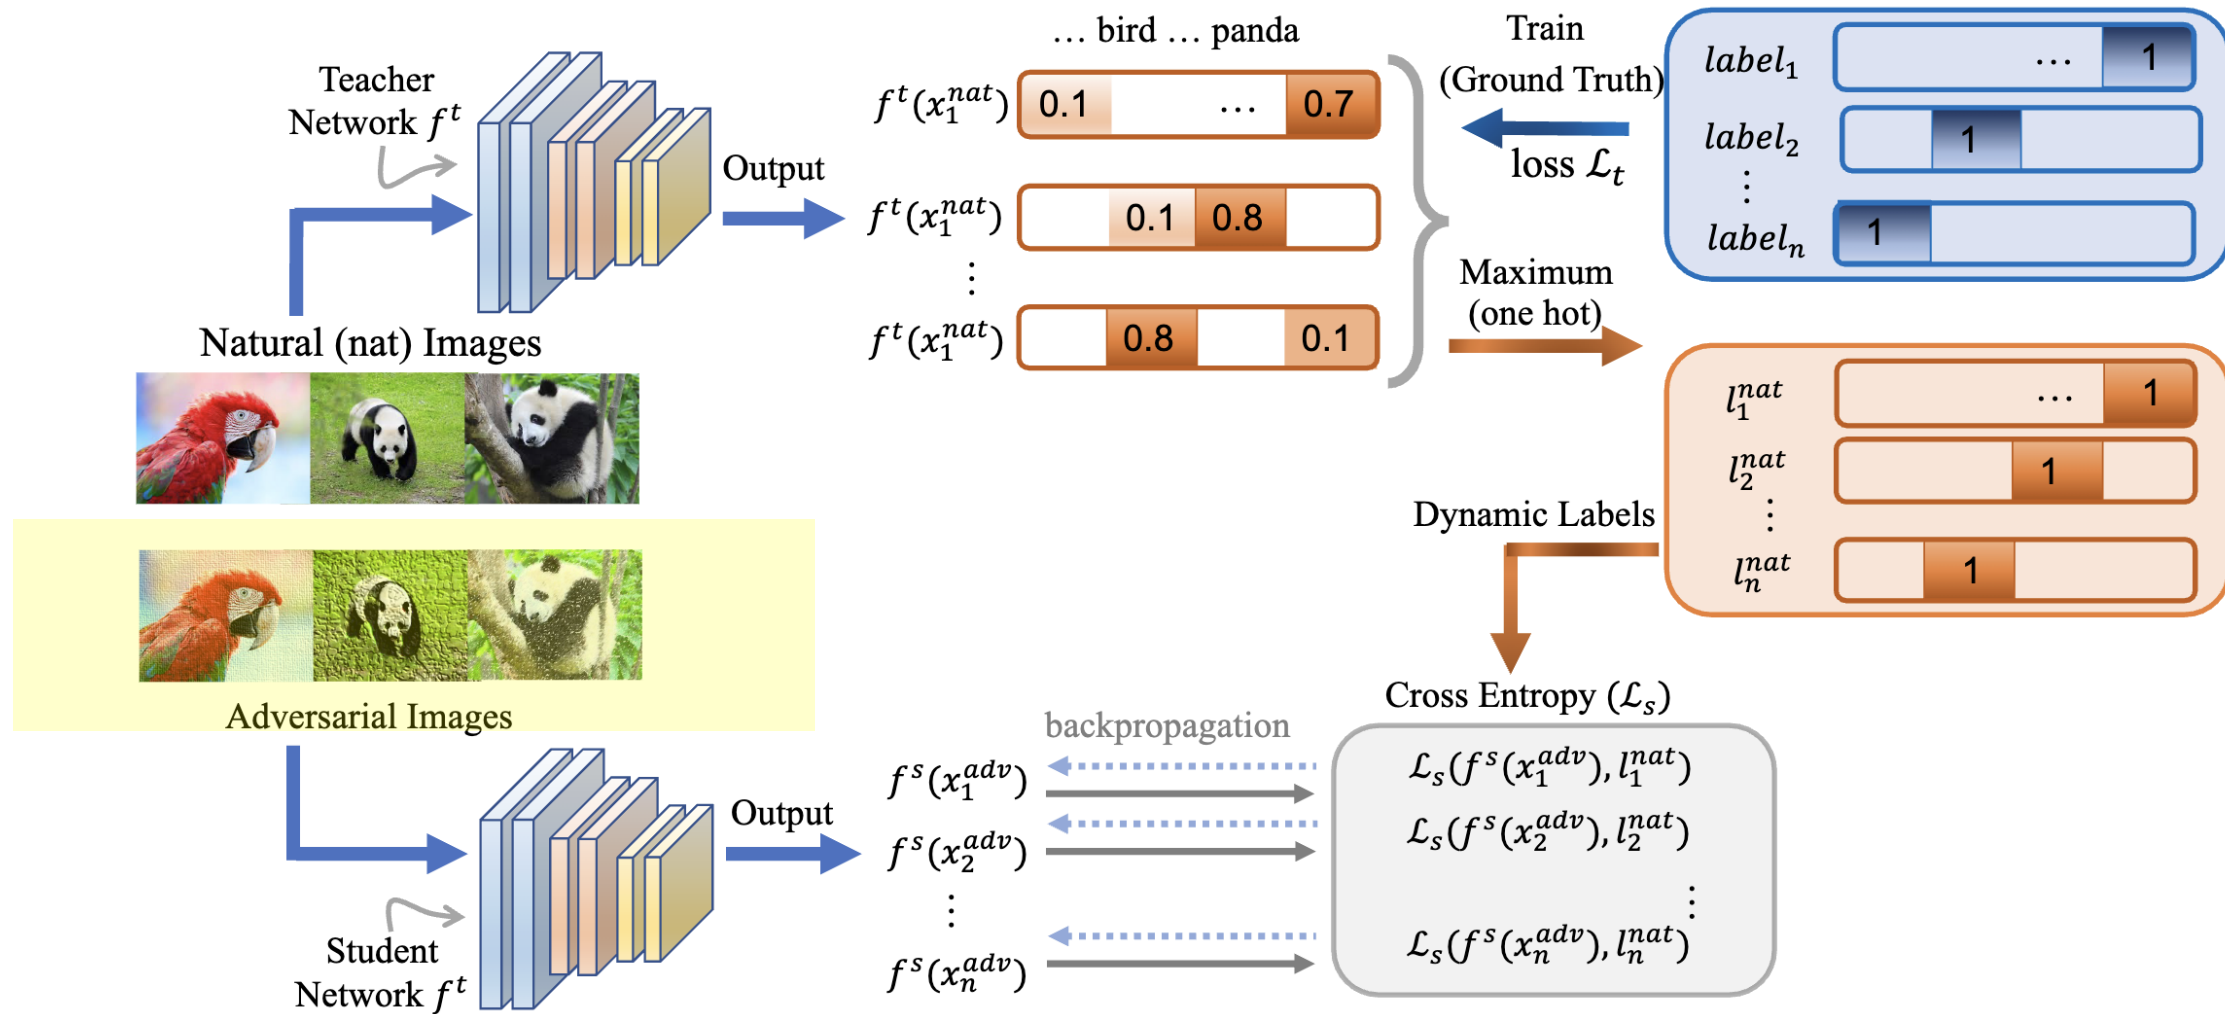 … bird … panda
Teacher
Network f^t
Output
f^t(x_1^{nat}) 0.1 … 0.7
f^t(x_1^{nat}) 0.1 0.8
⋮
f^t(x_1^{nat}) 0.8 0.1
Train
(Ground Truth)
loss ℒ_t
label_1 … 1
label_2 1
⋮
label_n 1
Maximum
(one hot)
l_1^{nat} … 1
l_2^{nat} 1
⋮
l_n^{nat} 1
Natural (nat) Images
Dynamic Labels
Adversarial Images
Student
Network f^t
Output
f^s(x_1^{adv})
f^s(x_2^{adv})
⋮
f^s(x_n^{adv})
backpropagation
Cross Entropy (ℒ_s)
ℒ_s(f^s(x_1^{adv}), l_1^{nat})
ℒ_s(f^s(x_2^{adv}), l_2^{nat})
⋮
ℒ_s(f^s(x_n^{adv}), l_n^{nat})